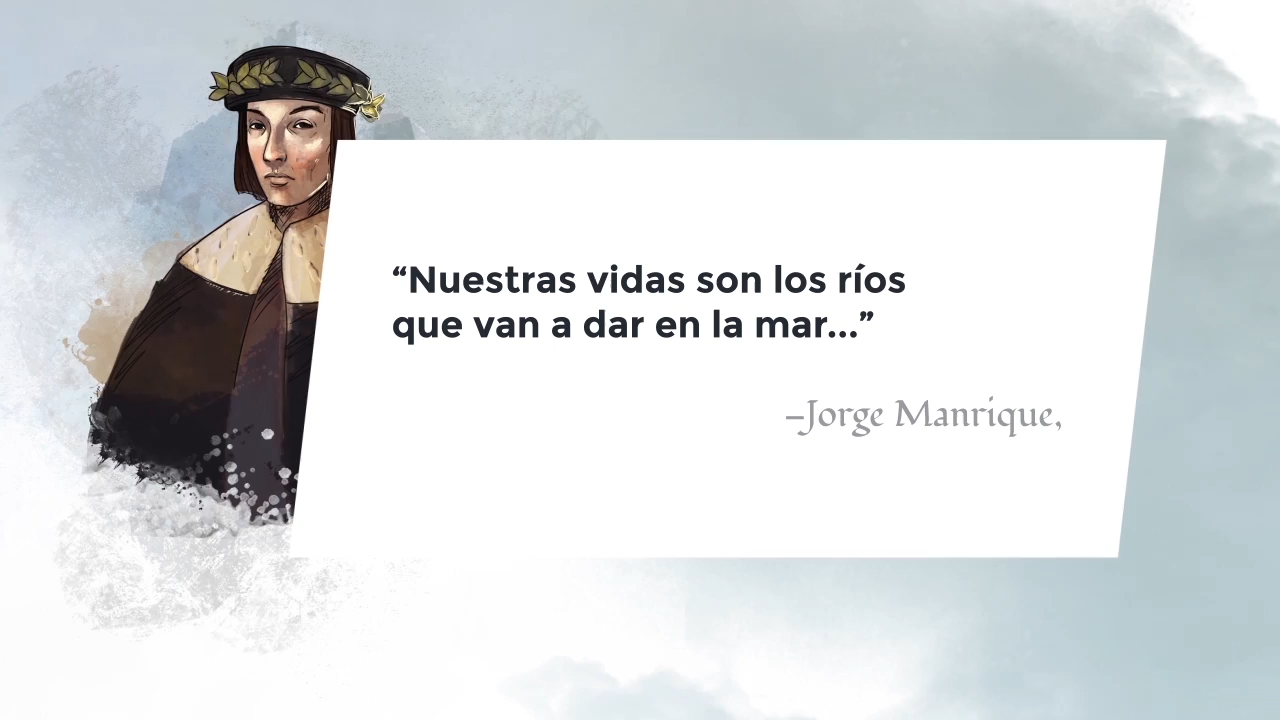 “Nuestras vidas son los ríos
que van a dar en la mar...”
–Jorge Manrique,